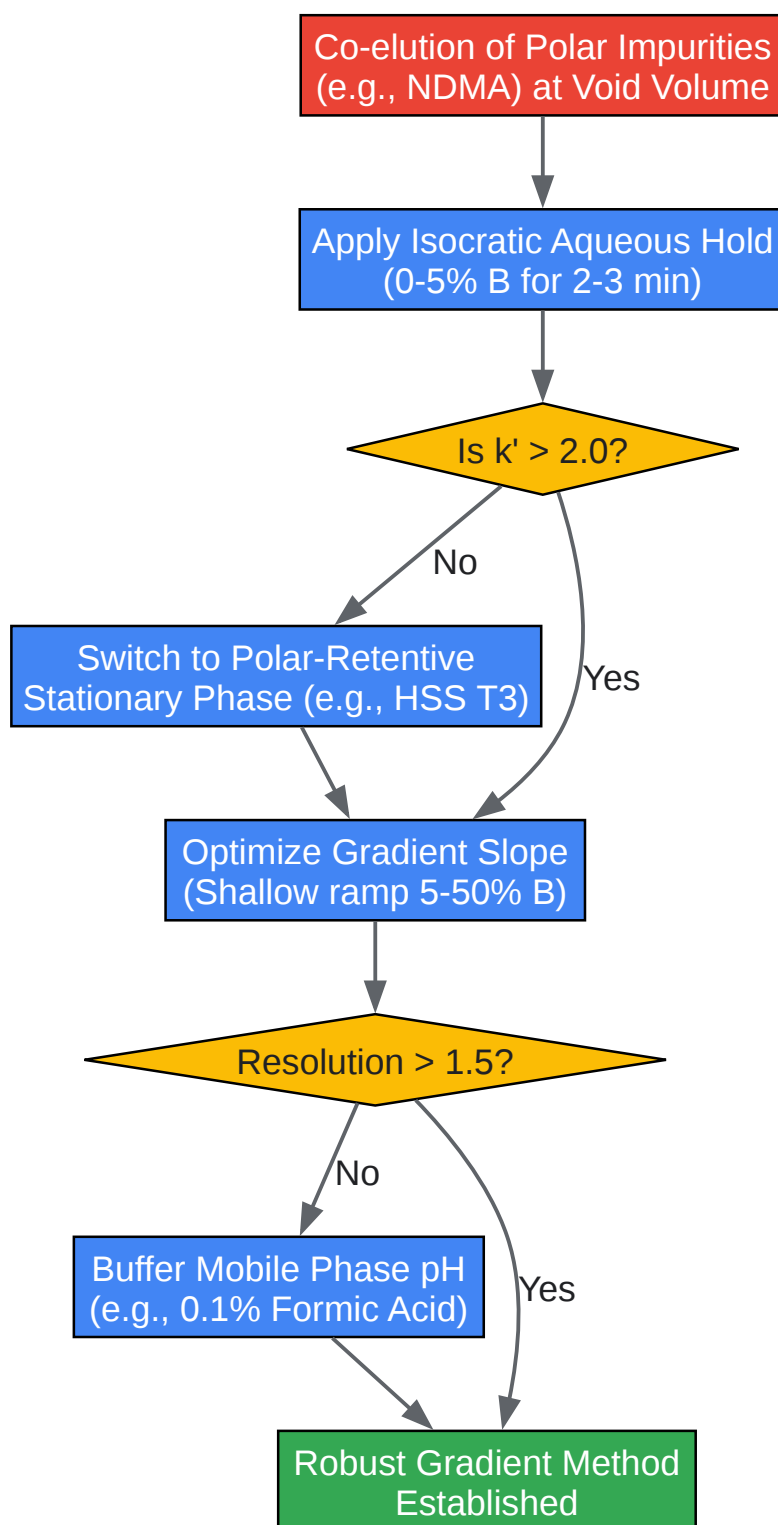 Co-elution of Polar Impurities
(e.g., NDMA) at Void Volume
Apply Isocratic Aqueous Hold
(0-5% B for 2-3 min)
Is k' > 2.0?
No
Yes
Switch to Polar-Retentive
Stationary Phase (e.g., HSS T3)
Optimize Gradient Slope
(Shallow ramp 5-50% B)
Resolution > 1.5?
No
Yes
Buffer Mobile Phase pH
(e.g., 0.1% Formic Acid)
Robust Gradient Method
Established